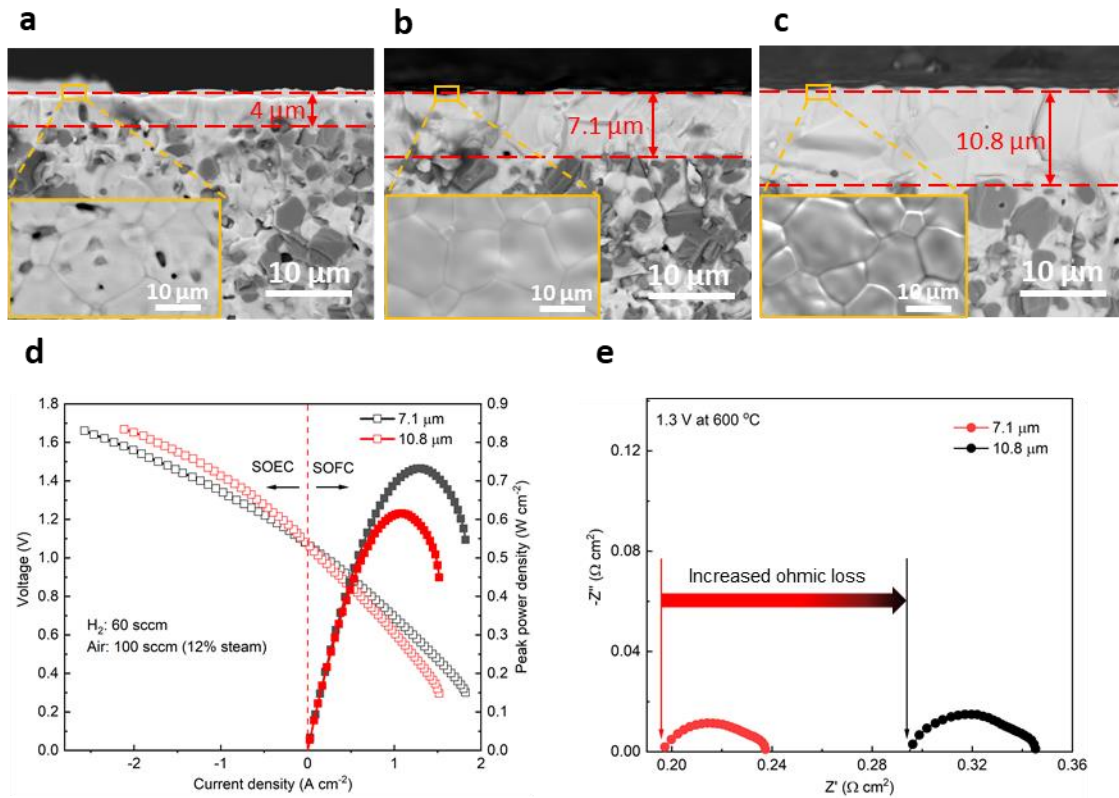 a
b
c
4 μm
7.1 μm
10.8 μm
10 μm
10 μm
10 μm
10 μm
10 μm
10 μm
d
e
1.8
1.6
1.4
1.2
1.0
0.8
0.6
0.4
0.2
0.0
-2
-1
0
1
2
0.9
0.8
0.7
0.6
0.5
0.4
0.3
0.2
0.1
0.0
Voltage (V)
Peak power density (W cm⁻²)
Current density (A cm⁻²)
7.1 μm
10.8 μm
SOEC
SOFC
H₂: 60 sccm
Air: 100 sccm (12% steam)
1.3 V at 600 °C
7.1 μm
10.8 μm
Increased ohmic loss
0.12
0.08
0.04
0.00
0.20
0.24
0.28
0.32
0.36
-Z" (Ω cm²)
Z' (Ω cm²)